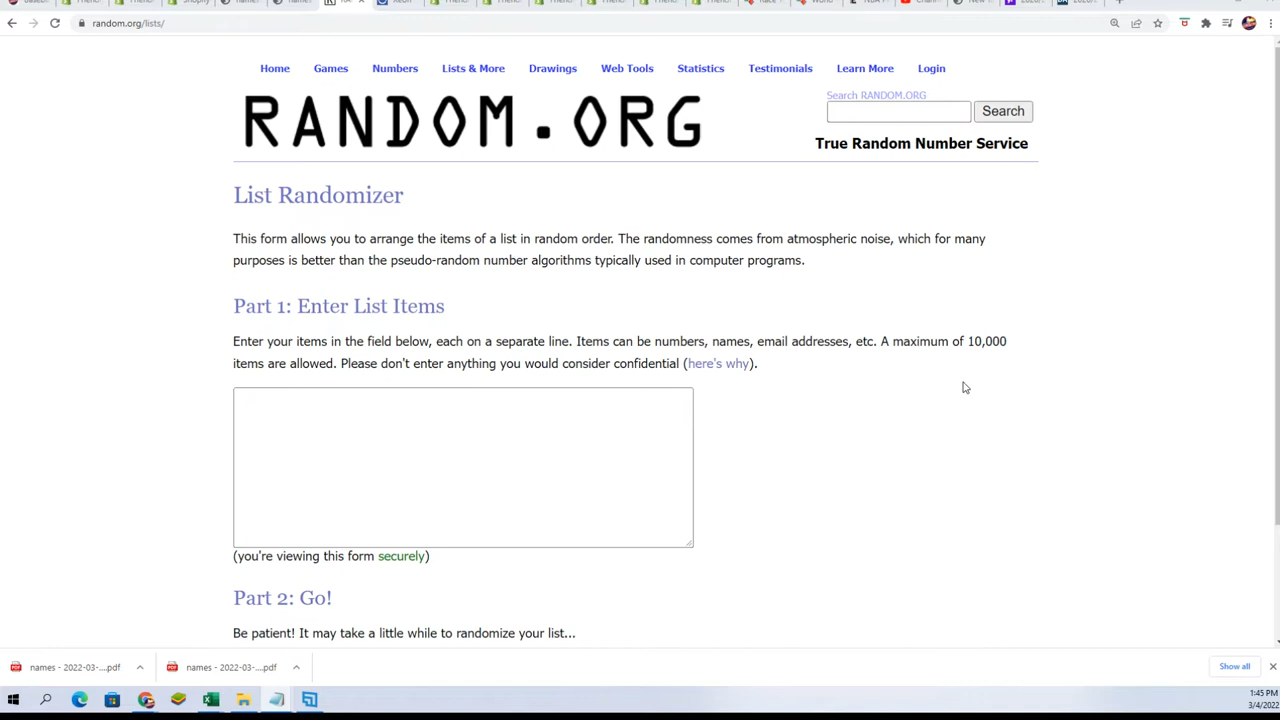 Shopify
random.org/lists/
Home Games Numbers Lists & More Drawings Web Tools Statistics Testimonials Learn More Login
RANDOM.ORG
Search RANDOM.ORG
Search
True Random Number Service
List Randomizer
This form allows you to arrange the items of a list in random order. The randomness comes from atmospheric noise, which for many
purposes is better than the pseudo-random number algorithms typically used in computer programs.
Part 1: Enter List Items
Enter your items in the field below, each on a separate line. Items can be numbers, names, email addresses, etc. A maximum of 10,000
items are allowed. Please don't enter anything you would consider confidential (here's why).
(you're viewing this form securely)
Part 2: Go!
Be patient! It may take a little while to randomize your list...
names - 2022-03-....pdf
names - 2022-03-....pdf
Show all
1:45 PM
3/4/2022